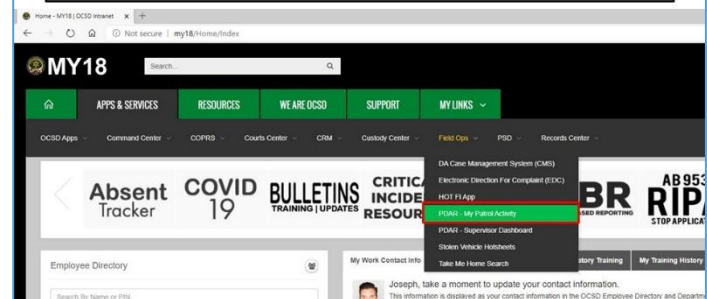 Home - MY18 | OCSD Intranet
Not secure | my18/Home/Index
MY18
Search...
APPS & SERVICES RESOURCES WE ARE OCSD SUPPORT MY LINKS
OCSD Apps Command Center COPRS Courts Center CRM Custody Center Field Ops PSD Records Center
DA Case Management System (CMS)
Electronic Direction For Complaint (EDC)
HOT FI App
PDAR - My Patrol Activity
PDAR - Supervisor Dashboard
Stolen Vehicle Hotsheets
Take Me Home Search
Absent
Tracker
COVID
19
BULLETINS
TRAINING | UPDATES
CRITICA
INCIDE
RESOUR
BR
ASED REPORTING
AB 953
RIPA
STOP APPLICAT
Employee Directory
Search By Name or PIN
My Work Contact Info
atory Training
My Training History
Joseph, take a moment to update your contact information.
This information is displayed as your contact information in the OCSD Employee Directory and Departme